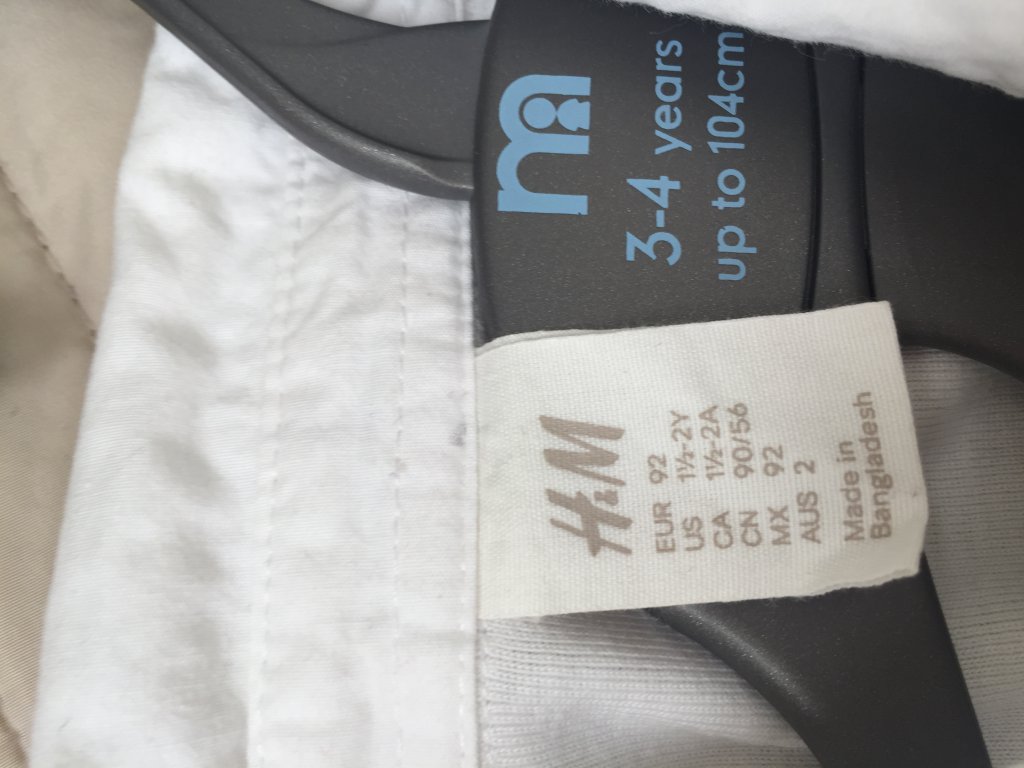 m
3-4 years
up to 104cm
H&M
EUR 92
US 1½-2Y
CA 1½-2A
CN 90/56
MX 92
AUS 2
Made in
Bangladesh